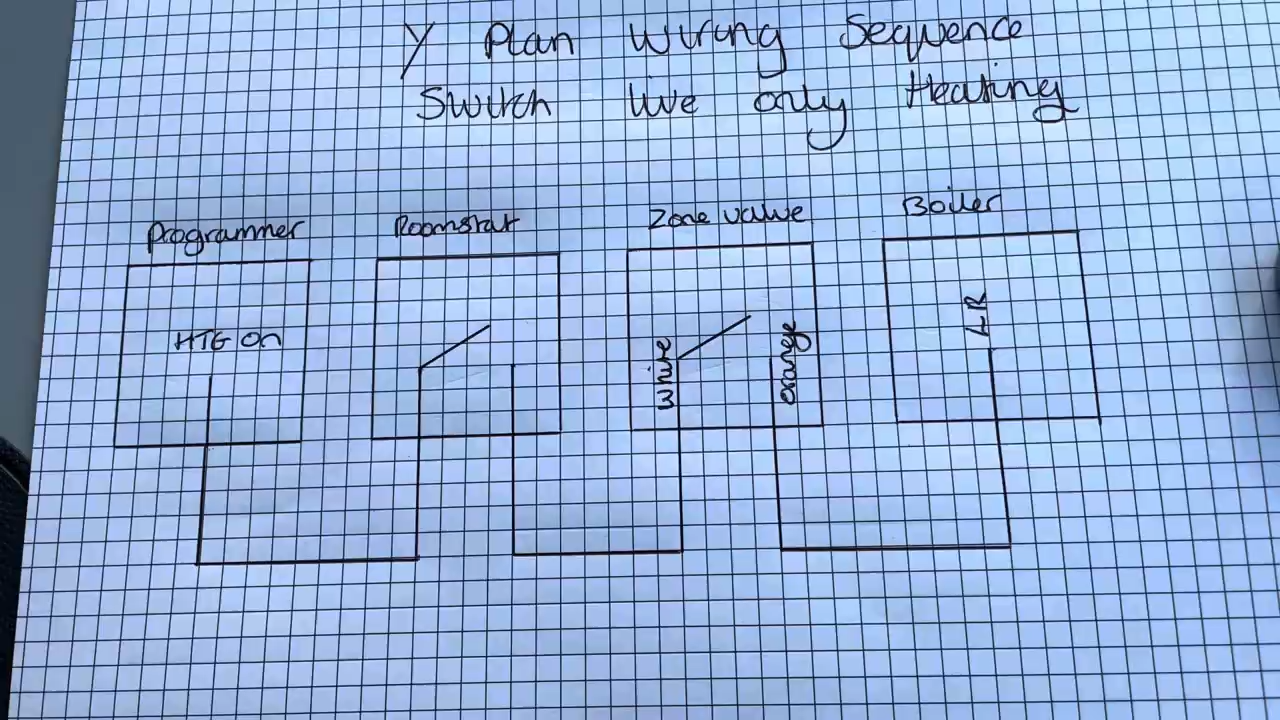 Y Plan Wiring Sequence
Switch live only Heating
Programmer
Roomstat
Zone valve
Boiler
HTG On
White
Orange
LR